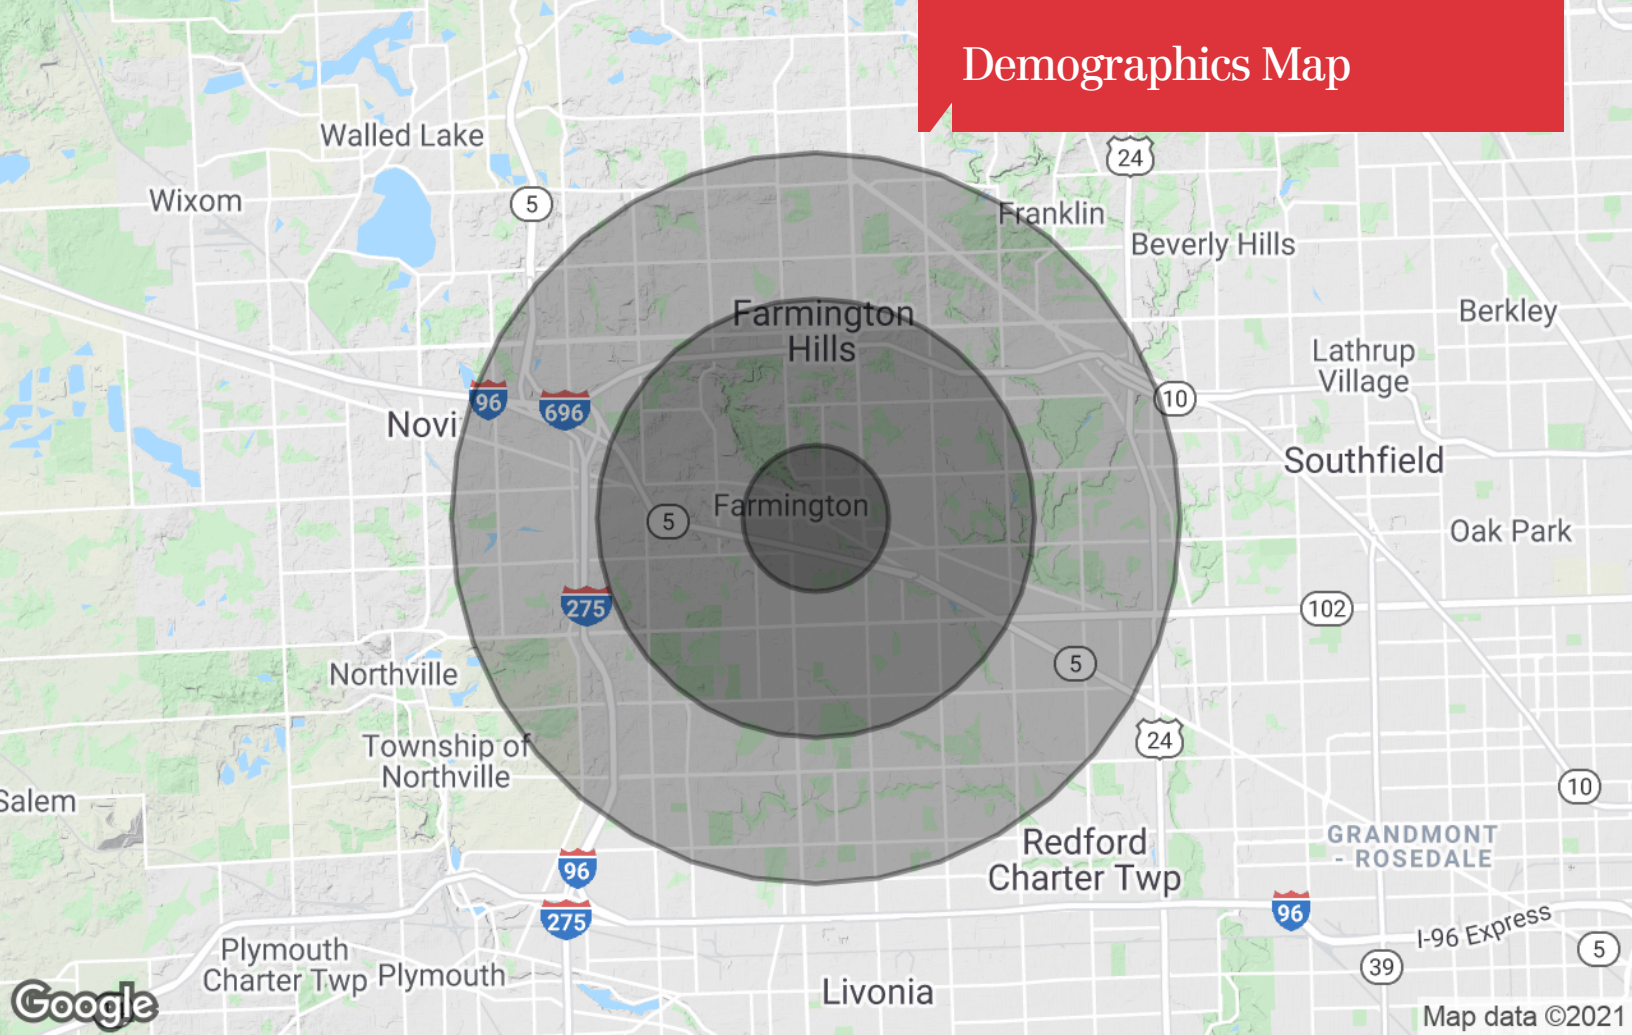 Demographics Map
Walled Lake
24
Wixom
5
Franklin
Beverly Hills
Farmington
Hills
Berkley
Lathrup
Village
96
696
10
Novi
Southfield
Farmington
5
Oak Park
275
102
5
Northville
24
Township of
Northville
10
Salem
Redford
Charter Twp
GRANDMONT
- ROSEDALE
96
275
96
I-96 Express
5
Plymouth
Charter Twp
Plymouth
39
Livonia
Google
Map data ©2021